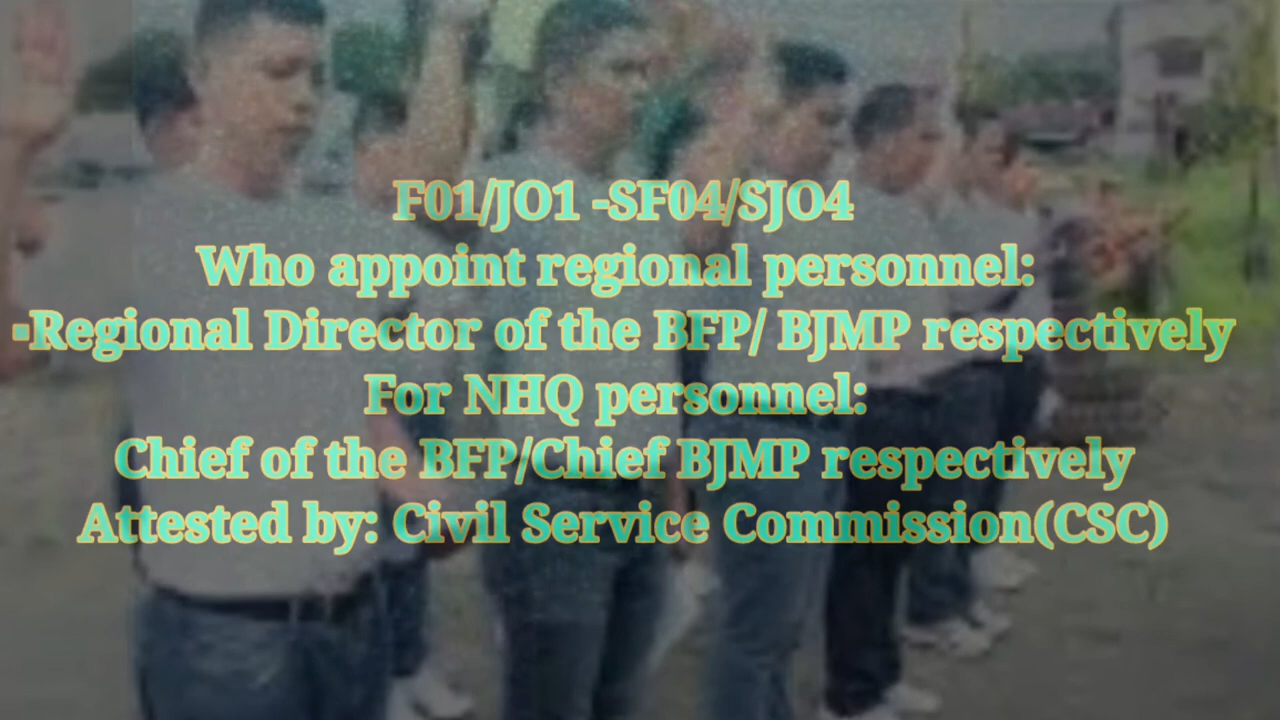 F01/JO1 -SF04/SJO4
Who appoint regional personnel:
-Regional Director of the BFP/ BJMP respectively
For NHQ personnel:
Chief of the BFP/Chief BJMP respectively
Attested by: Civil Service Commission(CSC)